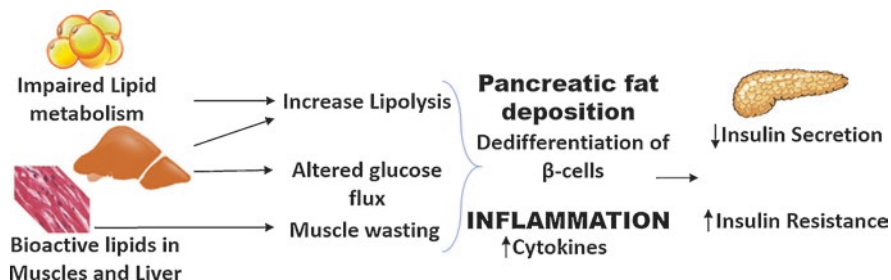 Impaired Lipid
metabolism
Bioactive lipids in
Muscles and Liver
Increase Lipolysis
Altered glucose
flux
Muscle wasting
Pancreatic fat
deposition
Dedifferentiation of
β-cells
INFLAMMATION
↑Cytokines
↓Insulin Secretion
↑Insulin Resistance